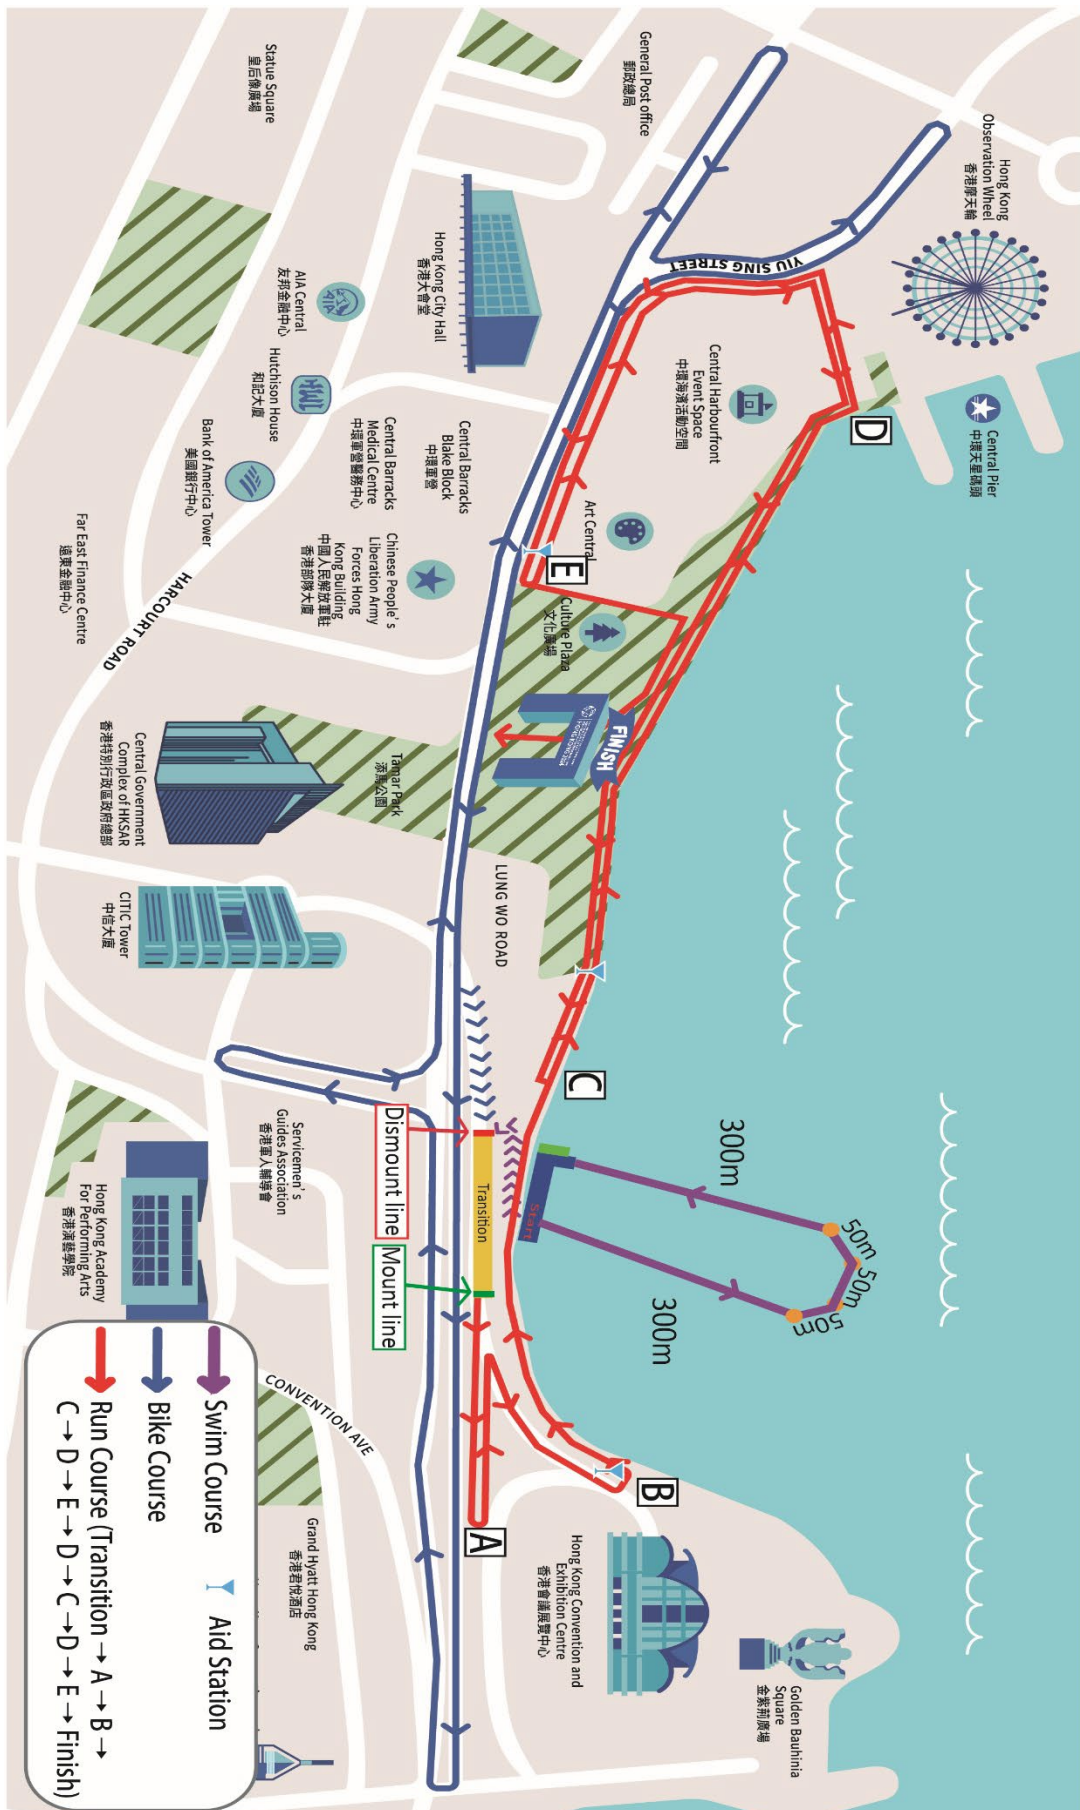 Statue Square
皇后像廣場
General Post office
郵政總局
Hong Kong
Observation Wheel
香港摩天輪
YIU SING STREET
Hong Kong City Hall
香港大會堂
AIA Central
友邦金融中心
Hutchison House
和記大廈
Bank of America Tower
美國銀行中心
Far East Finance Centre
遠東金融中心
HARCOURT ROAD
Central Barracks
Blake Block
中環軍營
Central Barracks
Medical Centre
中環軍營醫務中心
Chinese People's
Liberation Army
Forces Hong
Kong Building
中國人民解放軍駐
香港部隊大廈
Central Harbourfront
Event Space
中環海濱活動空間
Central Pier
中環天星碼頭
D
Art Central
E
Culture Plaza
文化廣場
FINISH
Tamar Park
添馬公園
Central Government
Complex of HKSAR
香港特別行政區政府總部
CITIC Tower
中信大廈
LUNG WO ROAD
C
Servicemen's
Guides Association
香港軍人輔導會
Dismount line
Transition
Mount line
Start
300m
50m
50m
50m
300m
Hong Kong Academy
For Performing Arts
香港演藝學院
CONVENTION AVE
A
B
Hong Kong Convention and
Exhibition Centre
香港會議展覽中心
Golden Bauhinia
Square
金紫荊廣場
Grand Hyatt Hong Kong
香港君悅酒店
Swim Course
Aid Station
Bike Course
Run Course (Transition → A → B →
C → D → E → D → C → D → E → Finish)